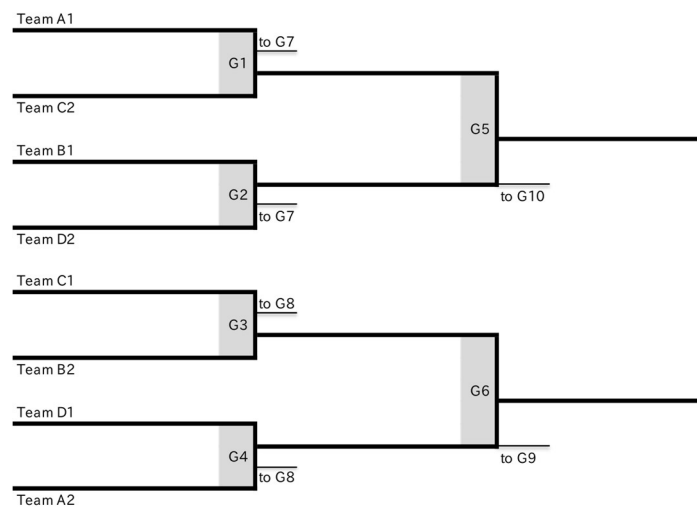 Team A1
to G7
G1
Team C2
G5
Team B1
G2
to G10
to G7
Team D2
Team C1
to G8
G3
Team B2
G6
Team D1
G4
to G9
to G8
Team A2